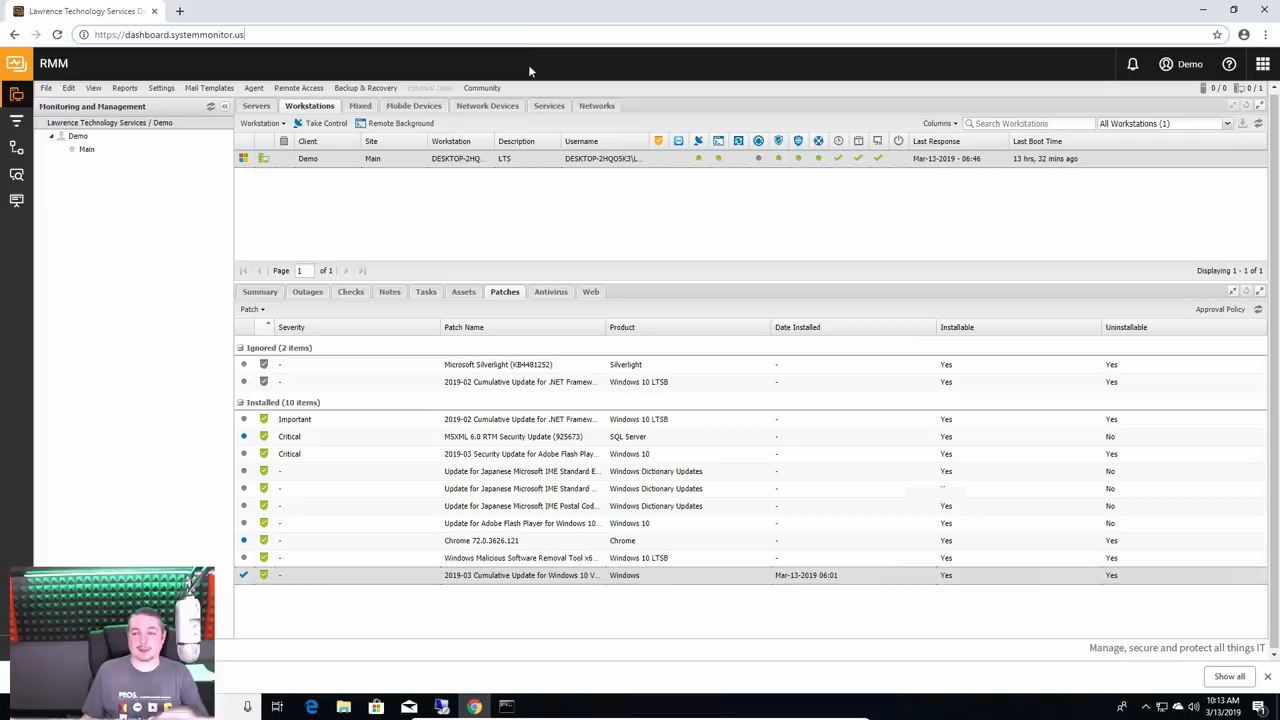 Lawrence Technology Services D
https://dashboard.systemmonitor.us
RMM
Demo
File Edit View Reports Settings Mail Templates Agent Remote Access Backup & Recovery Community
0 / 0 0 / 1
Monitoring and Management
Servers Workstations Mixed Mobile Devices Network Devices Services Networks
Lawrence Technology Services / Demo
Workstation Take Control Remote Background Columns Search Workstations All Workstations (1)
Demo
Main
Client Site Workstation Description Username Last Response Last Boot Time
Demo Main DESKTOP-2HQ... LTS DESKTOP-2HQO5K3\L... Mar-13-2019 - 06:46 13 hrs, 32 mins ago
Page 1 of 1 Displaying 1 - 1 of 1
Summary Outages Checks Notes Tasks Assets Patches Antivirus Web
Patch Approval Policy
Severity Patch Name Product Date Installed Installable Uninstallable
Ignored (2 items)
- Microsoft Silverlight (KB4481252) Silverlight - Yes Yes
- 2019-02 Cumulative Update for .NET Framew... Windows 10 LTSB - Yes Yes
Installed (10 items)
Important 2019-02 Cumulative Update for .NET Framew... Windows 10 LTSB - Yes Yes
Critical MSXML 6.0 RTM Security Update (925673) SQL Server - Yes No
Critical 2019-03 Security Update for Adobe Flash Play... Windows 10 - Yes Yes
- Update for Japanese Microsoft IME Standard E... Windows Dictionary Updates - Yes No
- Update for Japanese Microsoft IME Standard ... Windows Dictionary Updates - No
- Update for Japanese Microsoft IME Postal Cod... Windows Dictionary Updates - Yes No
- Update for Adobe Flash Player for Windows 10... Windows 10 - Yes No
- Chrome 72.0.3626.121 Chrome - Yes Yes
- Windows Malicious Software Removal Tool x6... Windows 10 LTSB - Yes Yes
- 2019-03 Cumulative Update for Windows 10 V... Windows Mar-13-2019 06:01 Yes Yes
Manage, secure and protect all things IT
Show all
PROS.
10:13 AM
3/13/2019